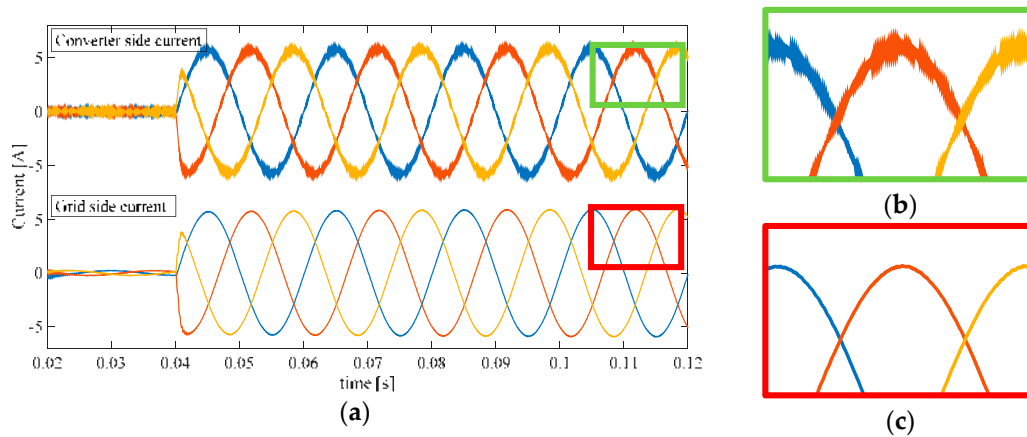 Converter side current
5
0
-5
Grid side current
5
0
-5
Current [A]
0.02 0.03 0.04 0.05 0.06 0.07 0.08 0.09 0.1 0.11 0.12
time [s]
(a)
(b)
(c)